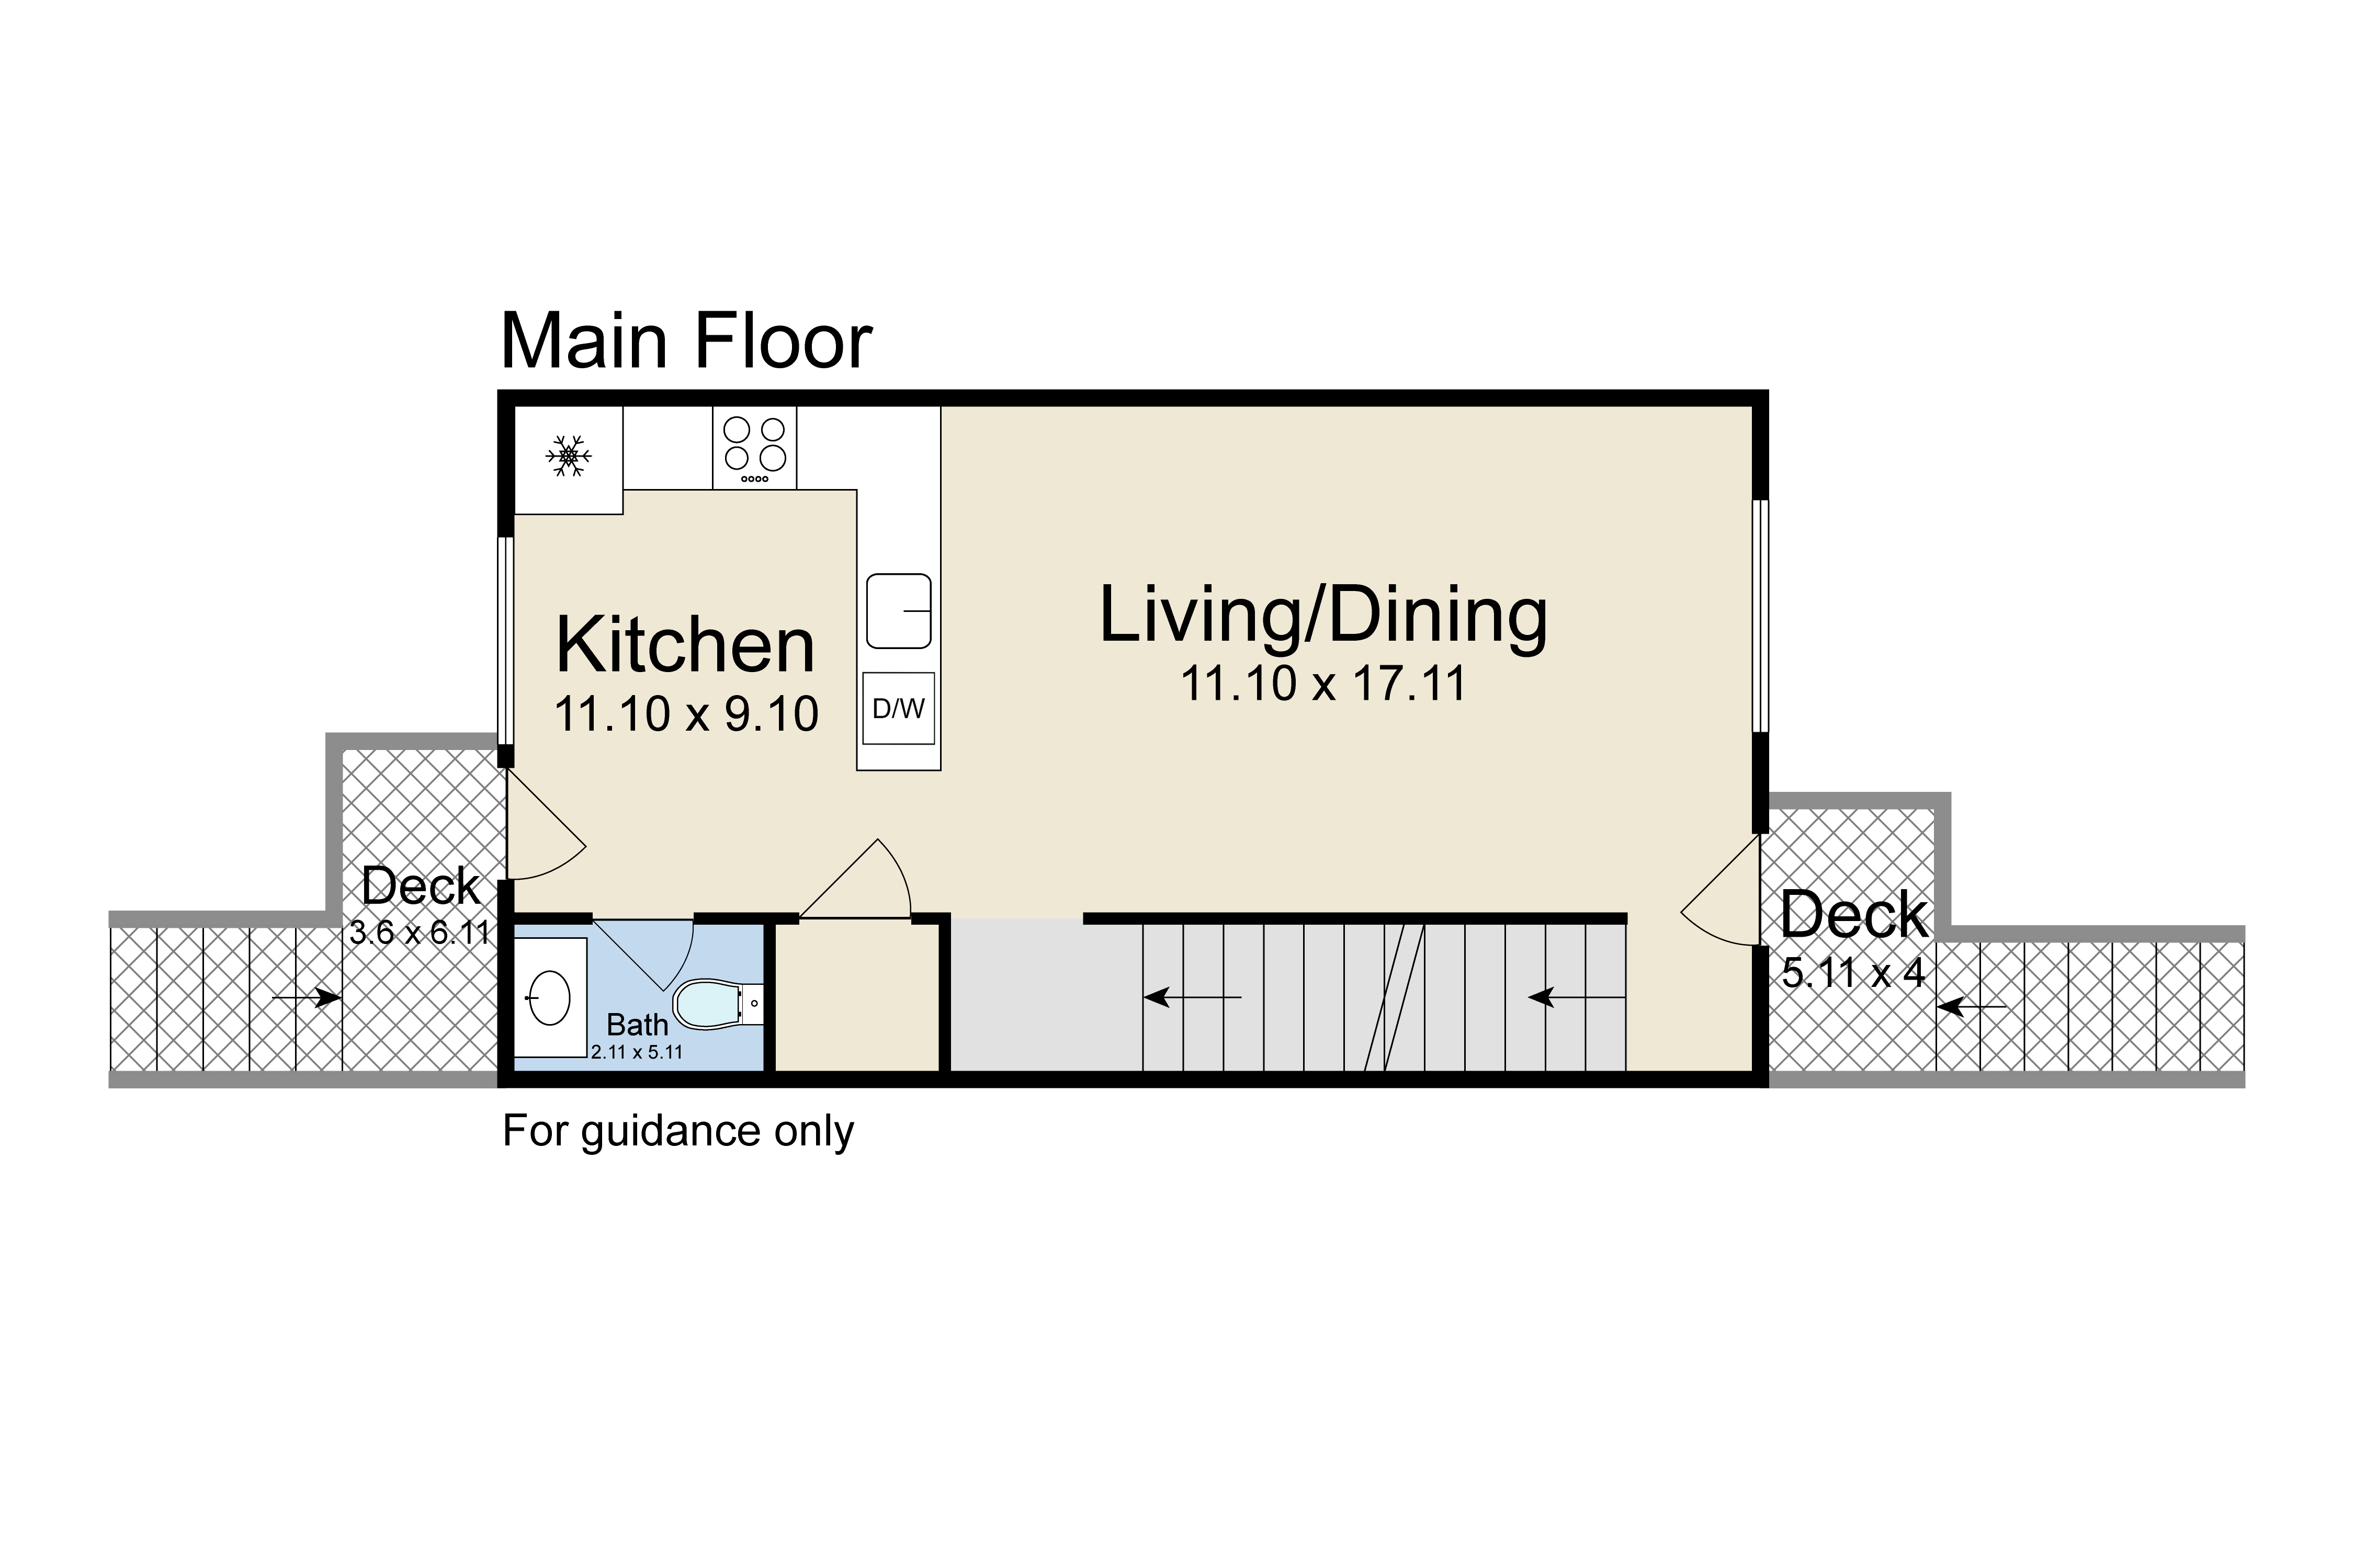 Main Floor
Kitchen
11.10 x 9.10
D/W
Living/Dining
11.10 x 17.11
Deck
3.6 x 6.11
Deck
5.11 x 4
Bath
2.11 x 5.11
For guidance only